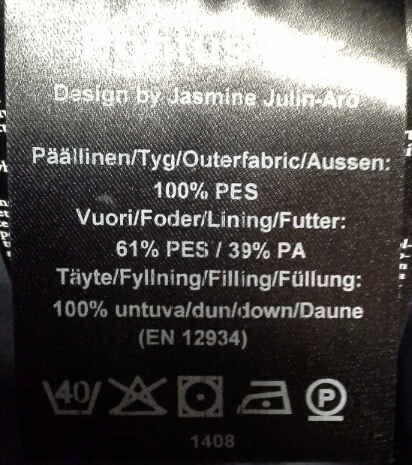 Design by Jasmine Julin-Aro
Päällinen/Tyg/Outerfabric/Aussen:
100% PES
Vuori/Foder/Lining/Futter:
61% PES / 39% PA
Täyte/Fyllning/Filling/Füllung:
100% untuva/dun/down/Daune
(EN 12934)
40 P
1408